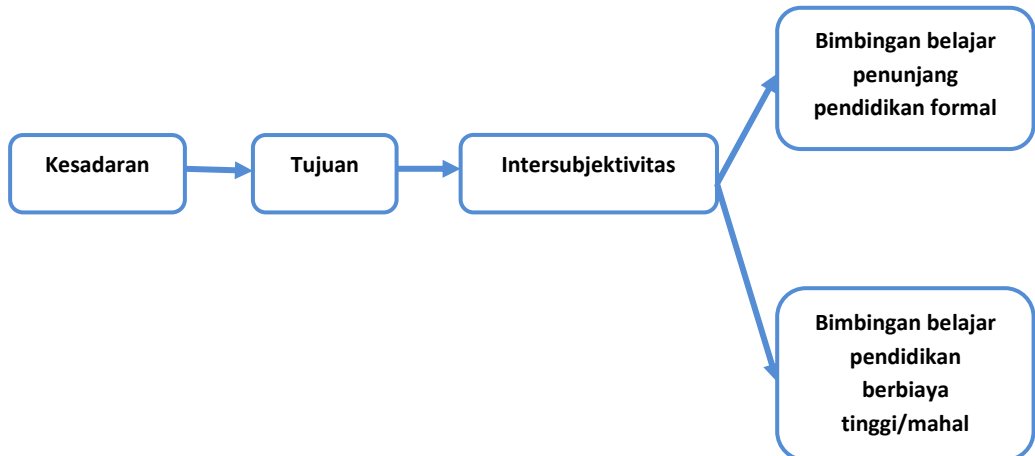 Kesadaran
Tujuan
Intersubjektivitas
Bimbingan belajar
penunjang
pendidikan formal
Bimbingan belajar
pendidikan
berbiaya
tinggi/mahal